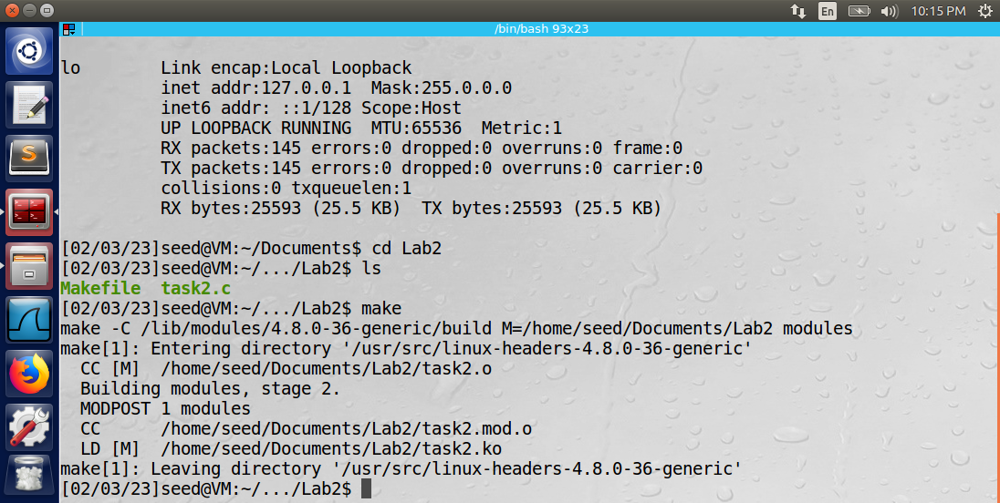 En 10:15 PM
/bin/bash 93x23
lo        Link encap:Local Loopback
          inet addr:127.0.0.1  Mask:255.0.0.0
          inet6 addr: ::1/128 Scope:Host
          UP LOOPBACK RUNNING  MTU:65536  Metric:1
          RX packets:145 errors:0 dropped:0 overruns:0 frame:0
          TX packets:145 errors:0 dropped:0 overruns:0 carrier:0
          collisions:0 txqueuelen:1
          RX bytes:25593 (25.5 KB)  TX bytes:25593 (25.5 KB)
[02/03/23]seed@VM:~/Documents$ cd Lab2
[02/03/23]seed@VM:~/.../Lab2$ ls
Makefile  task2.c
[02/03/23]seed@VM:~/.../Lab2$ make
make -C /lib/modules/4.8.0-36-generic/build M=/home/seed/Documents/Lab2 modules
make[1]: Entering directory '/usr/src/linux-headers-4.8.0-36-generic'
  CC [M]  /home/seed/Documents/Lab2/task2.o
  Building modules, stage 2.
  MODPOST 1 modules
  CC      /home/seed/Documents/Lab2/task2.mod.o
  LD [M]  /home/seed/Documents/Lab2/task2.ko
make[1]: Leaving directory '/usr/src/linux-headers-4.8.0-36-generic'
[02/03/23]seed@VM:~/.../Lab2$